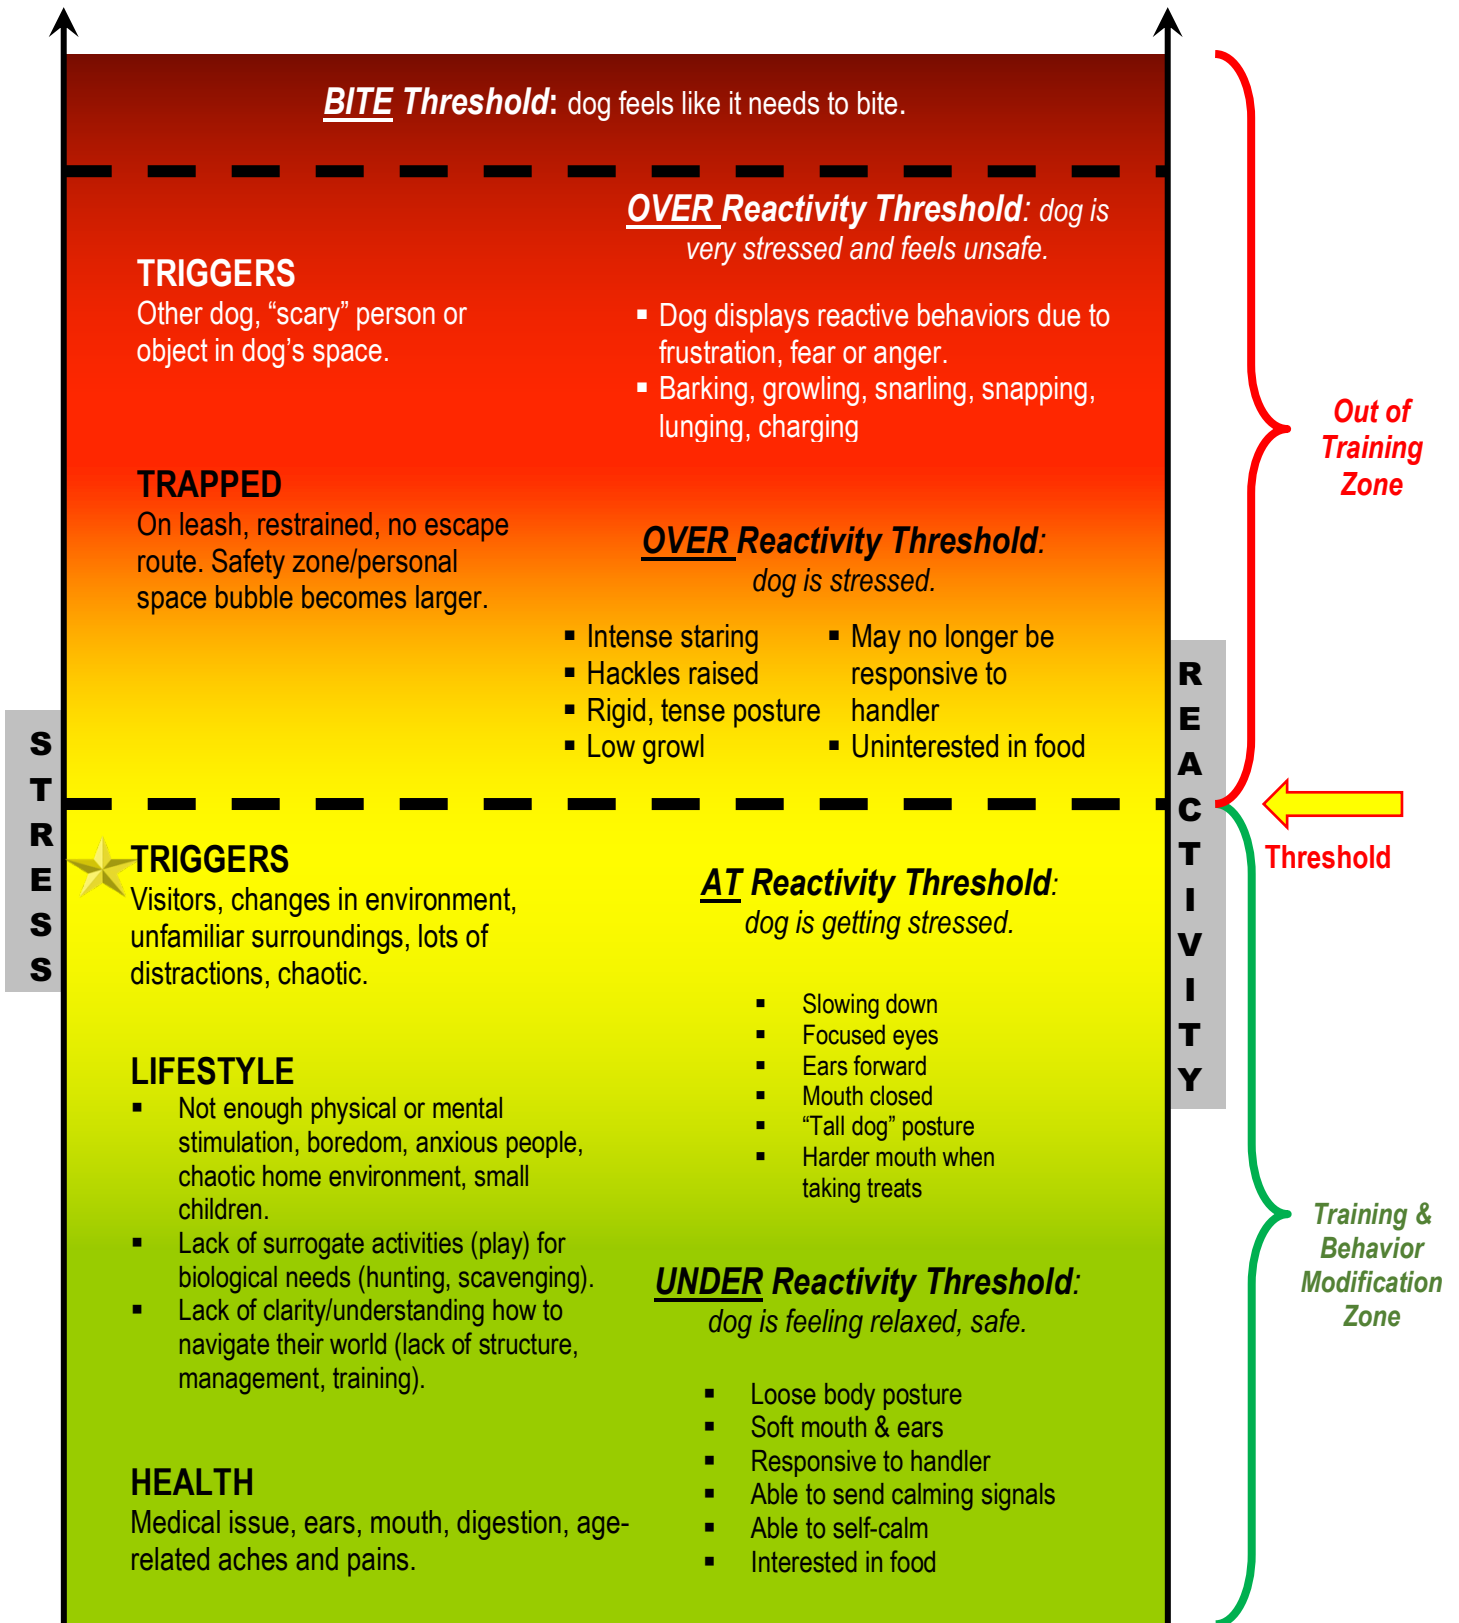 BITE Threshold: dog feels like it needs to bite.
OVER Reactivity Threshold: dog is
very stressed and feels unsafe.
TRIGGERS
Other dog, “scary” person or
object in dog’s space.
▪ Dog displays reactive behaviors due to
frustration, fear or anger.
▪ Barking, growling, snarling, snapping,
lunging, charging
Out of
Training
Zone
TRAPPED
On leash, restrained, no escape
route. Safety zone/personal
space bubble becomes larger.
OVER Reactivity Threshold:
dog is stressed.
▪ Intense staring
▪ Hackles raised
▪ Rigid, tense posture
▪ Low growl
▪ May no longer be
responsive to
handler
▪ Uninterested in food
STRESS
REACTIVITY
Threshold
TRIGGERS
Visitors, changes in environment,
unfamiliar surroundings, lots of
distractions, chaotic.
AT Reactivity Threshold:
dog is getting stressed.
▪ Slowing down
▪ Focused eyes
▪ Ears forward
▪ Mouth closed
▪ “Tall dog” posture
▪ Harder mouth when
taking treats
LIFESTYLE
▪ Not enough physical or mental
stimulation, boredom, anxious people,
chaotic home environment, small
children.
▪ Lack of surrogate activities (play) for
biological needs (hunting, scavenging).
▪ Lack of clarity/understanding how to
navigate their world (lack of structure,
management, training).
Training &
Behavior
Modification
Zone
UNDER Reactivity Threshold:
dog is feeling relaxed, safe.
▪ Loose body posture
▪ Soft mouth & ears
▪ Responsive to handler
▪ Able to send calming signals
▪ Able to self-calm
▪ Interested in food
HEALTH
Medical issue, ears, mouth, digestion, age-
related aches and pains.